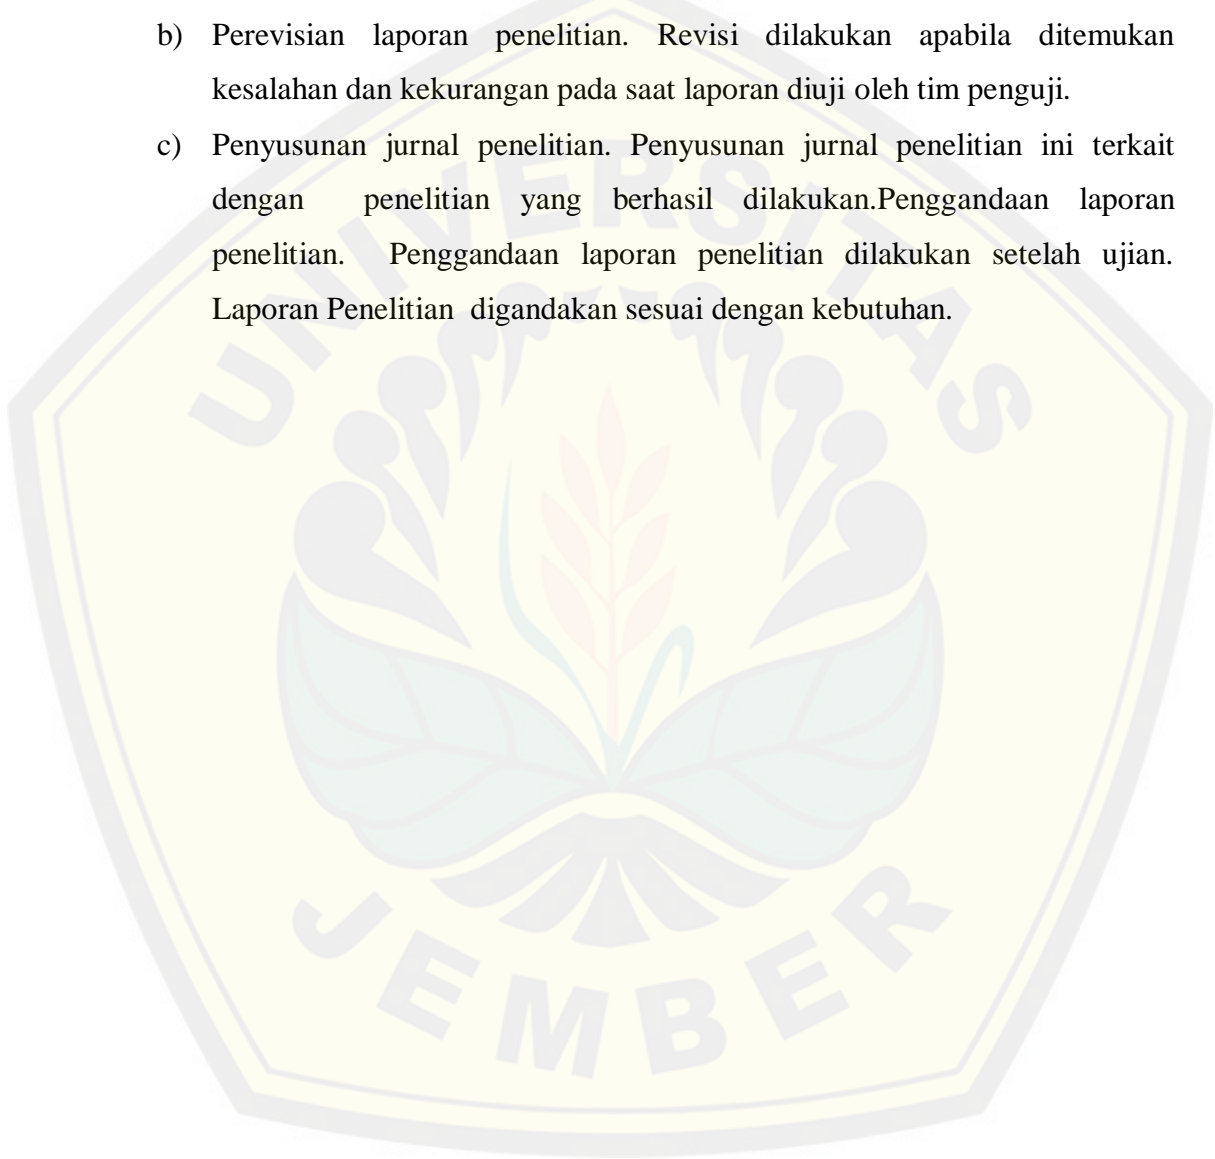 b) Perevisian laporan penelitian. Revisi dilakukan apabila ditemukan
kesalahan dan kekurangan pada saat laporan diuji oleh tim penguji.
c) Penyusunan jurnal penelitian. Penyusunan jurnal penelitian ini terkait
dengan penelitian yang berhasil dilakukan.Penggandaan laporan
penelitian. Penggandaan laporan penelitian dilakukan setelah ujian.
Laporan Penelitian digandakan sesuai dengan kebutuhan.
UNIVERSITAS
JEMBER